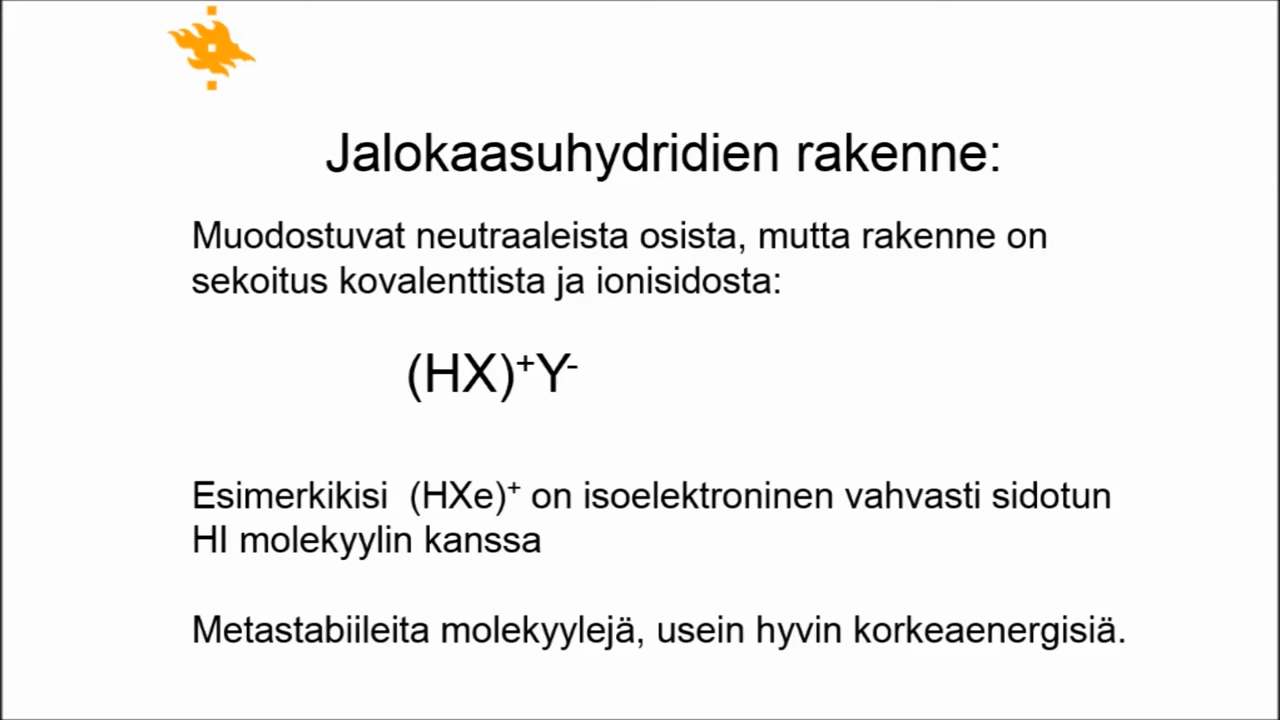 Jalokaasuhydridien rakenne:
Muodostuvat neutraaleista osista, mutta rakenne on
sekoitus kovalenttista ja ionisidosta:
(HX)⁺Y⁻
Esimerkikisi (HXe)⁺ on isoelektroninen vahvasti sidotun
HI molekyylin kanssa
Metastabiileita molekyylejä, usein hyvin korkeaenergisiä.